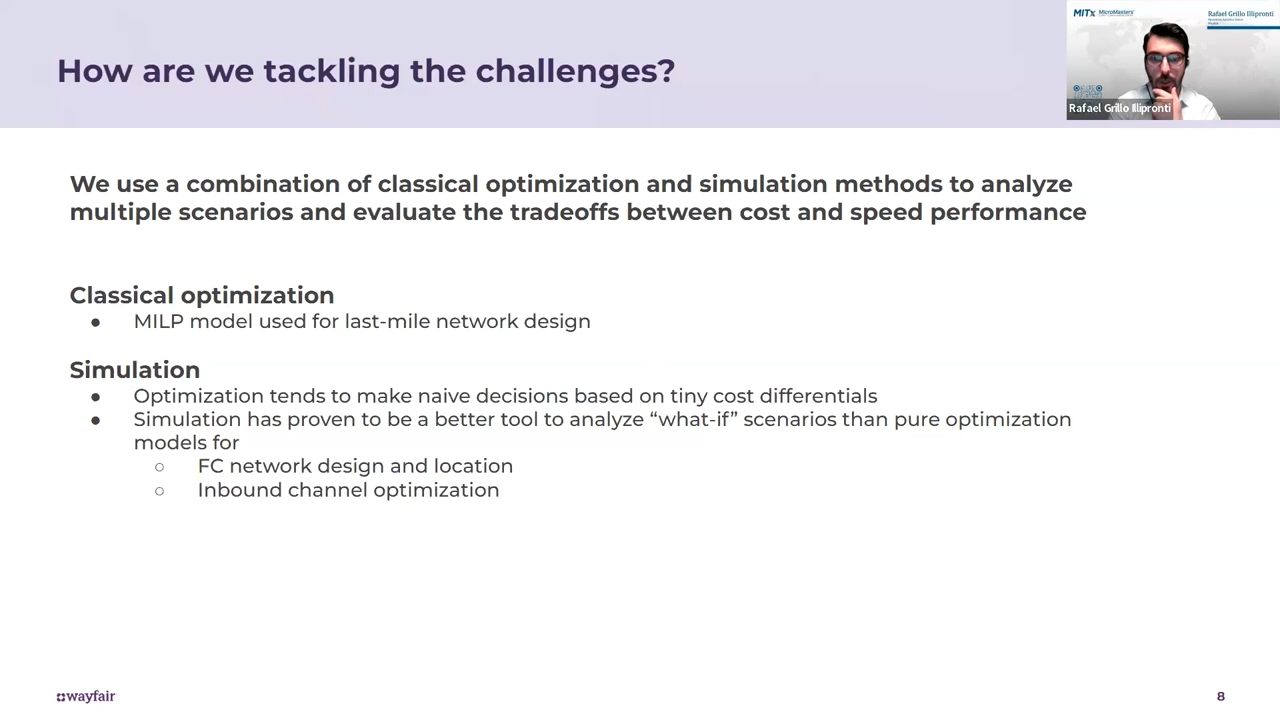 How are we tackling the challenges?
MITx MicroMasters
Rafael Grillo Illipronti
Rafael Grillo Illipronti
We use a combination of classical optimization and simulation methods to analyze
multiple scenarios and evaluate the tradeoffs between cost and speed performance
Classical optimization
● MILP model used for last-mile network design
Simulation
● Optimization tends to make naive decisions based on tiny cost differentials
● Simulation has proven to be a better tool to analyze “what-if” scenarios than pure optimization
models for
○ FC network design and location
○ Inbound channel optimization
wayfair
8